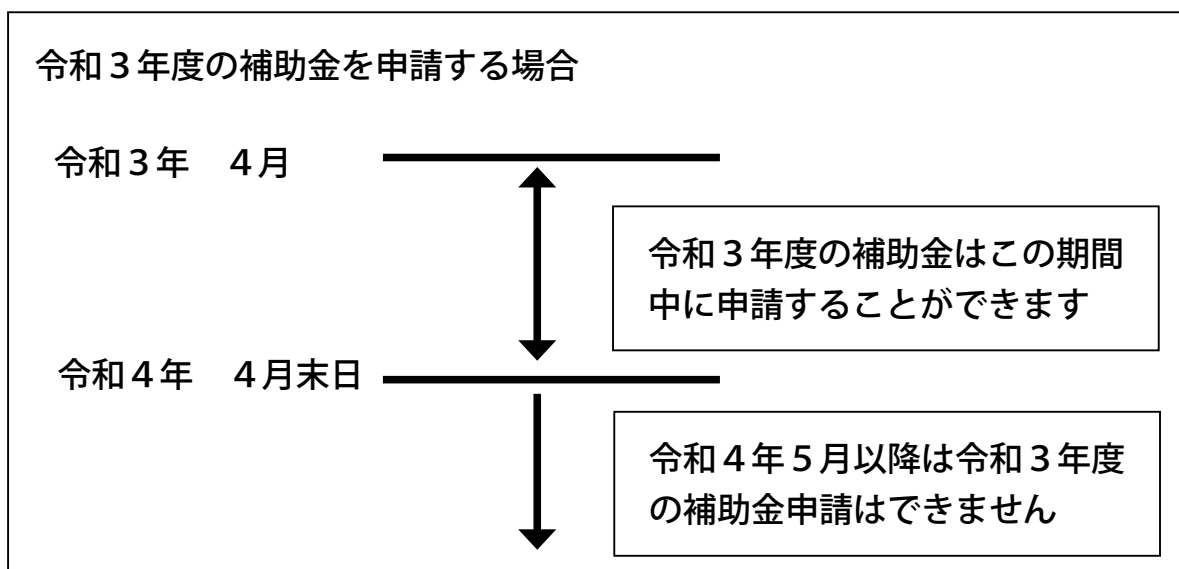 令和３年度の補助金を申請する場合
令和３年　４月
令和３年度の補助金はこの期間
中に申請することができます
令和４年　４月末日
令和４年５月以降は令和３年度
の補助金申請はできません